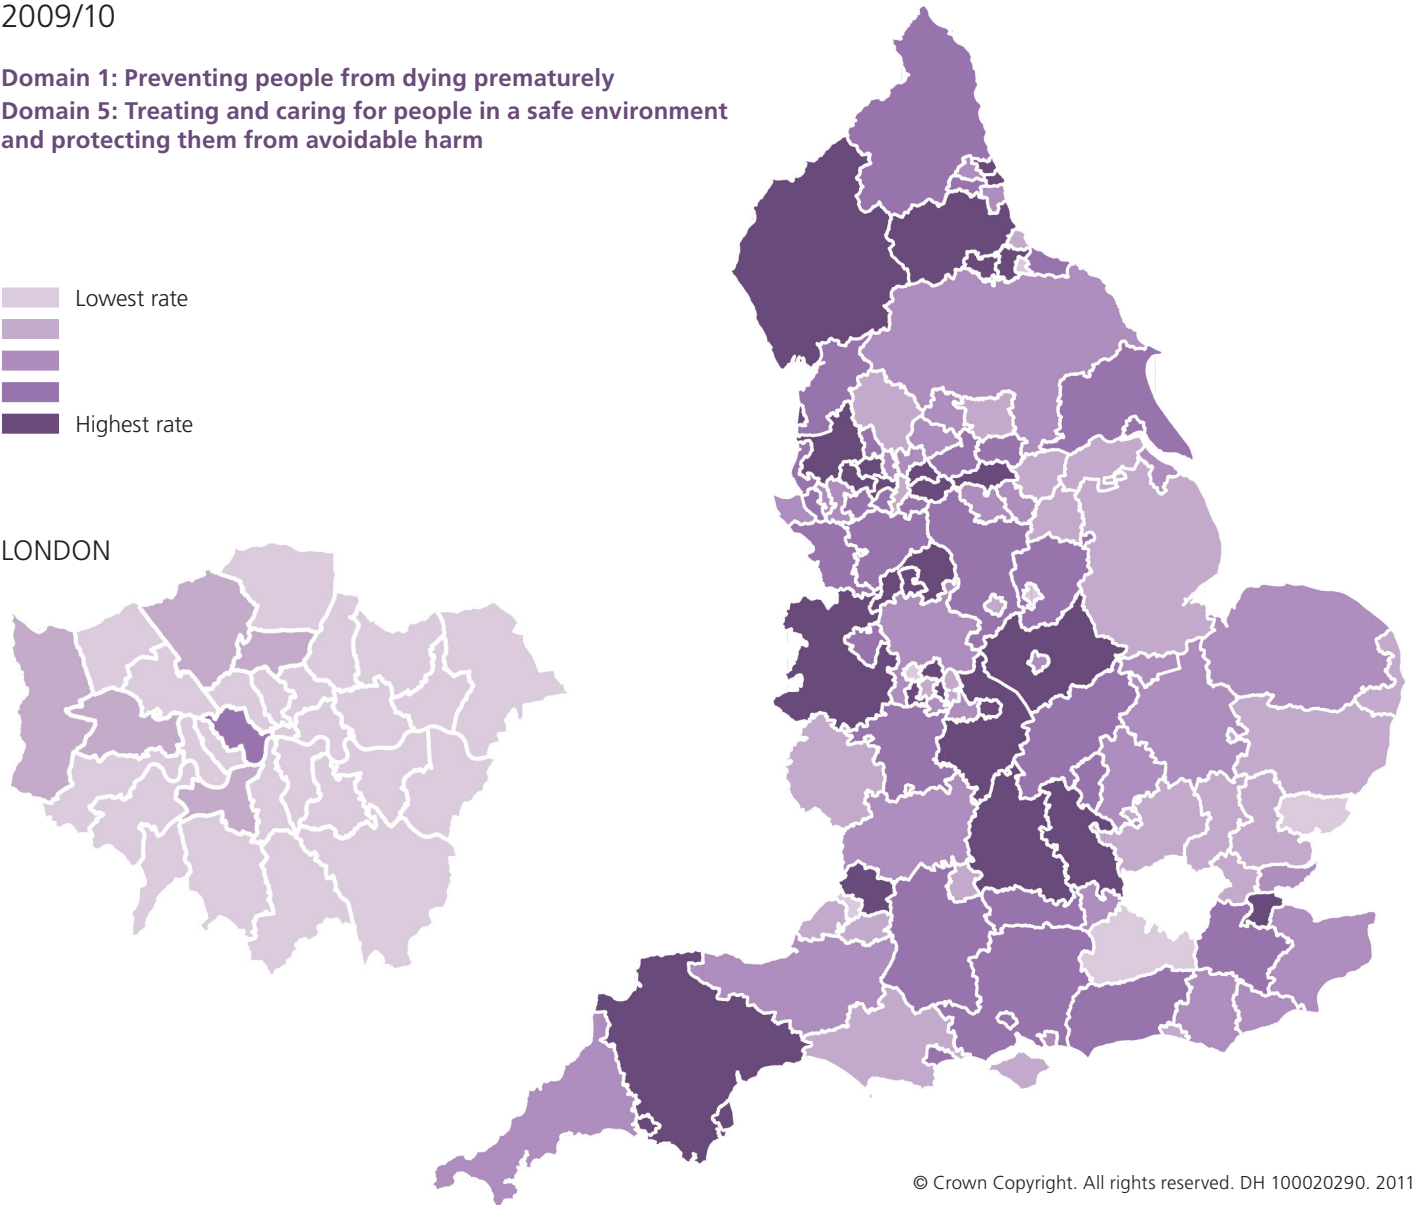 2009/10
Domain 1: Preventing people from dying prematurely
Domain 5: Treating and caring for people in a safe environment
and protecting them from avoidable harm
Lowest rate
Highest rate
LONDON
© Crown Copyright. All rights reserved. DH 100020290. 2011